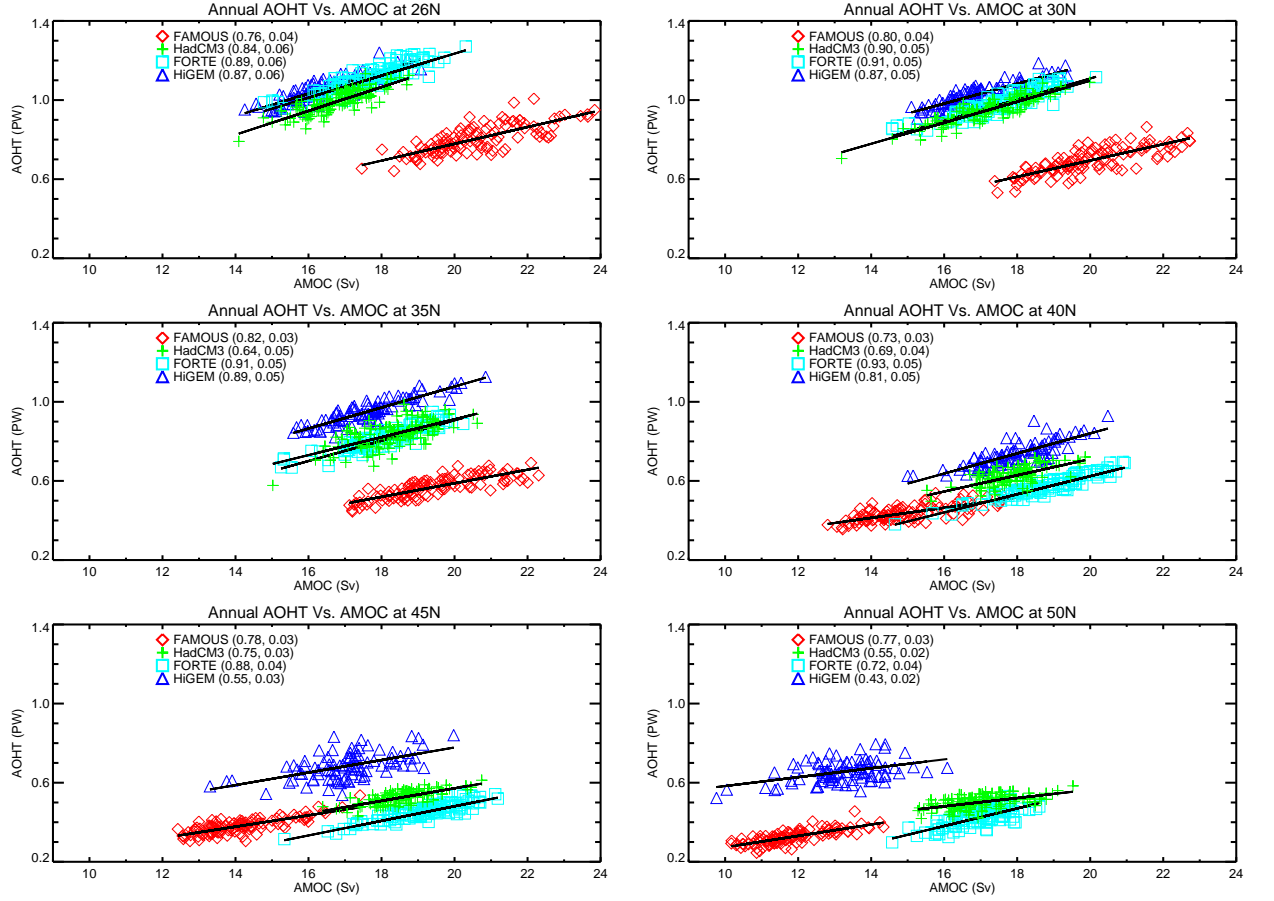 Annual AOHT Vs. AMOC at 26N
1.4
1.0
0.6
0.2
AOHT (PW)
FAMOUS (0.76, 0.04)
HadCM3 (0.84, 0.06)
FORTE (0.89, 0.06)
HiGEM (0.87, 0.06)
10 12 14 16 18 20 22 24
AMOC (Sv)
Annual AOHT Vs. AMOC at 30N
1.4
1.0
0.6
0.2
AOHT (PW)
FAMOUS (0.80, 0.04)
HadCM3 (0.90, 0.05)
FORTE (0.91, 0.05)
HiGEM (0.87, 0.05)
10 12 14 16 18 20 22 24
AMOC (Sv)
Annual AOHT Vs. AMOC at 35N
1.4
1.0
0.6
0.2
AOHT (PW)
FAMOUS (0.82, 0.03)
HadCM3 (0.64, 0.05)
FORTE (0.91, 0.05)
HiGEM (0.89, 0.05)
10 12 14 16 18 20 22 24
AMOC (Sv)
Annual AOHT Vs. AMOC at 40N
1.4
1.0
0.6
0.2
AOHT (PW)
FAMOUS (0.73, 0.03)
HadCM3 (0.69, 0.04)
FORTE (0.93, 0.05)
HiGEM (0.81, 0.05)
10 12 14 16 18 20 22 24
AMOC (Sv)
Annual AOHT Vs. AMOC at 45N
1.4
1.0
0.6
0.2
AOHT (PW)
FAMOUS (0.78, 0.03)
HadCM3 (0.75, 0.03)
FORTE (0.88, 0.04)
HiGEM (0.55, 0.03)
10 12 14 16 18 20 22 24
AMOC (Sv)
Annual AOHT Vs. AMOC at 50N
1.4
1.0
0.6
0.2
AOHT (PW)
FAMOUS (0.77, 0.03)
HadCM3 (0.55, 0.02)
FORTE (0.72, 0.04)
HiGEM (0.43, 0.02)
10 12 14 16 18 20 22 24
AMOC (Sv)